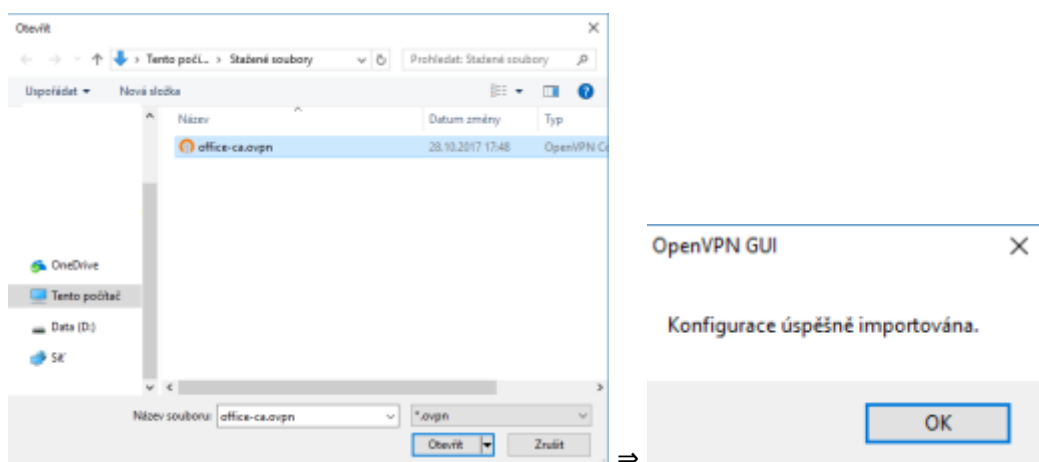 Otevřít
Tento počí... › Stažené soubory
Prohledat: Stažené soubory
Uspořádat
Nová složka
Název
Datum změny
Typ
office-ca.ovpn
28.10.2017 17:48
OpenVPN Co
OneDrive
Tento počítač
Data (D:)
Síť
Název souboru:
office-ca.ovpn
*.ovpn
Otevřít
Zrušit
⇒
OpenVPN GUI
Konfigurace úspěšně importována.
OK